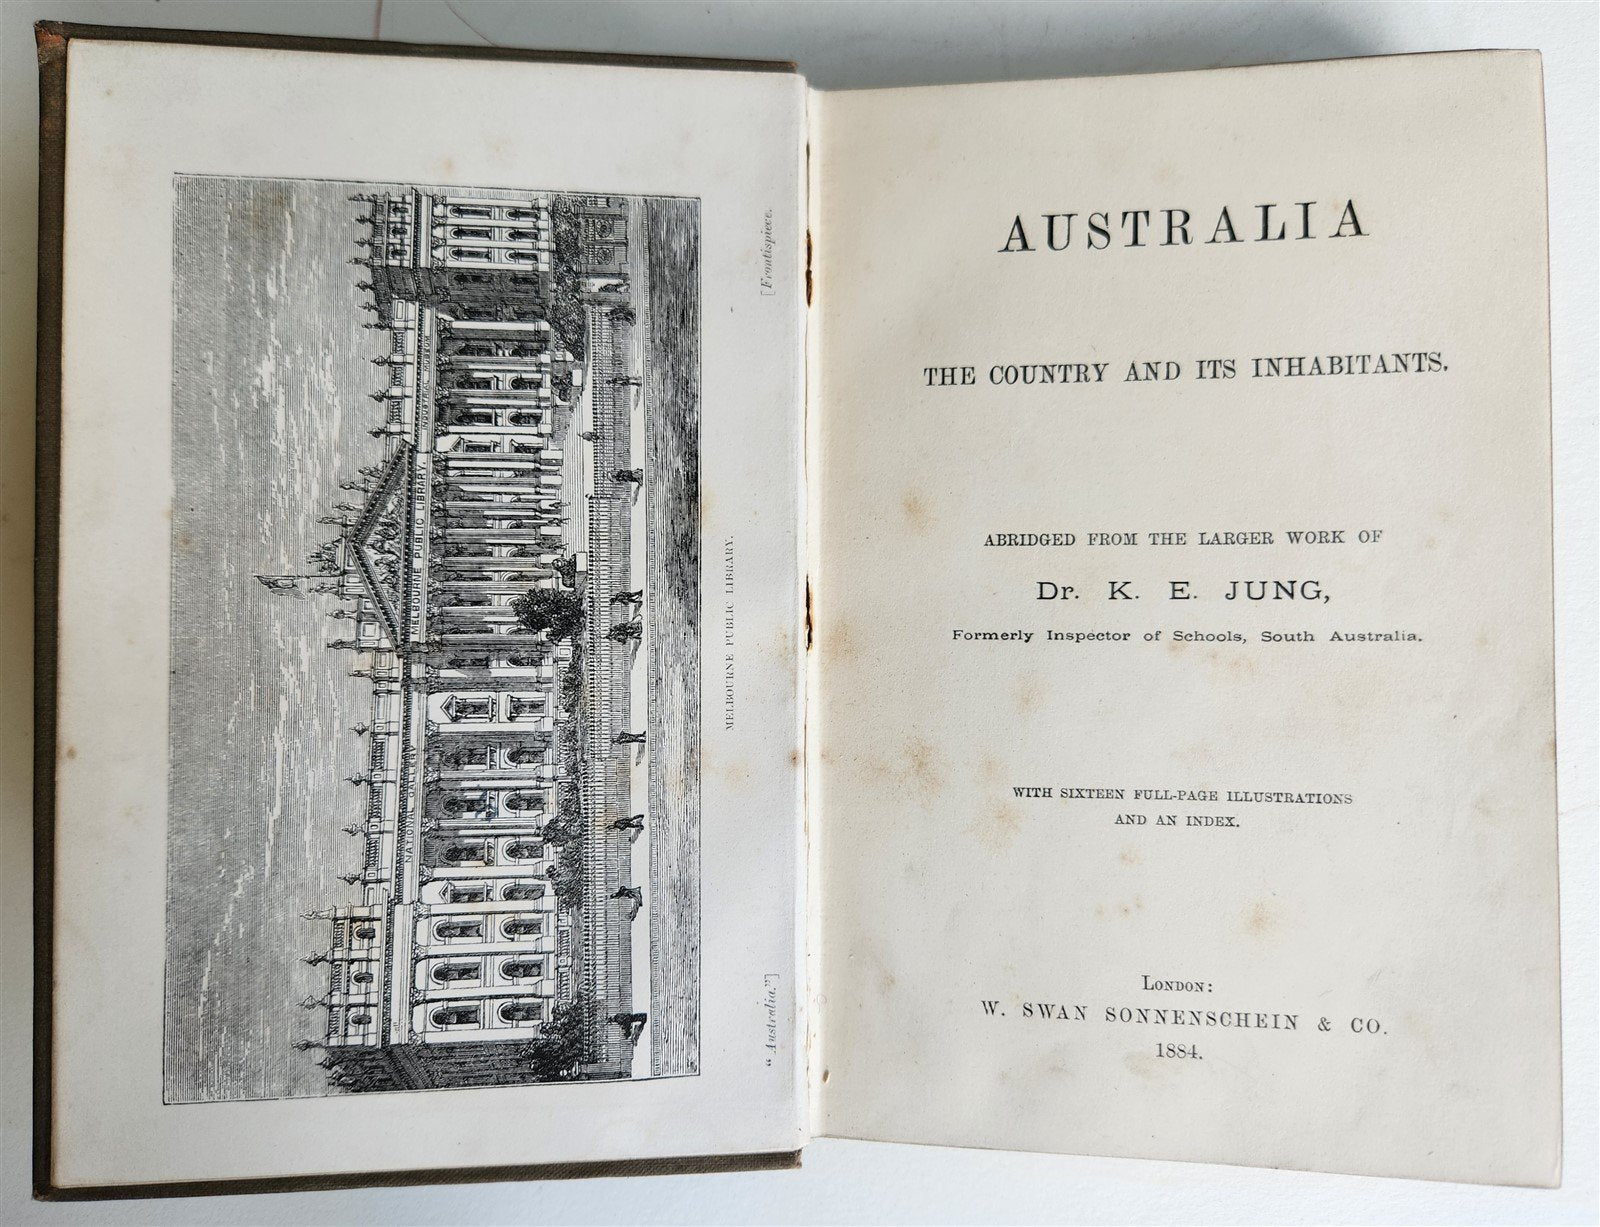 [Frontispiece.
INDUSTRIAL MUSEUM
MELBOURNE PUBLIC LIBRARY
NATIONAL GALLERY
MELBOURNE PUBLIC LIBRARY.
"Australia."]
AUSTRALIA
THE COUNTRY AND ITS INHABITANTS.
ABRIDGED FROM THE LARGER WORK OF
Dr. K. E. JUNG,
Formerly Inspector of Schools, South Australia.
WITH SIXTEEN FULL-PAGE ILLUSTRATIONS
AND AN INDEX.
LONDON:
W. SWAN SONNENSCHEIN & CO.
1884.